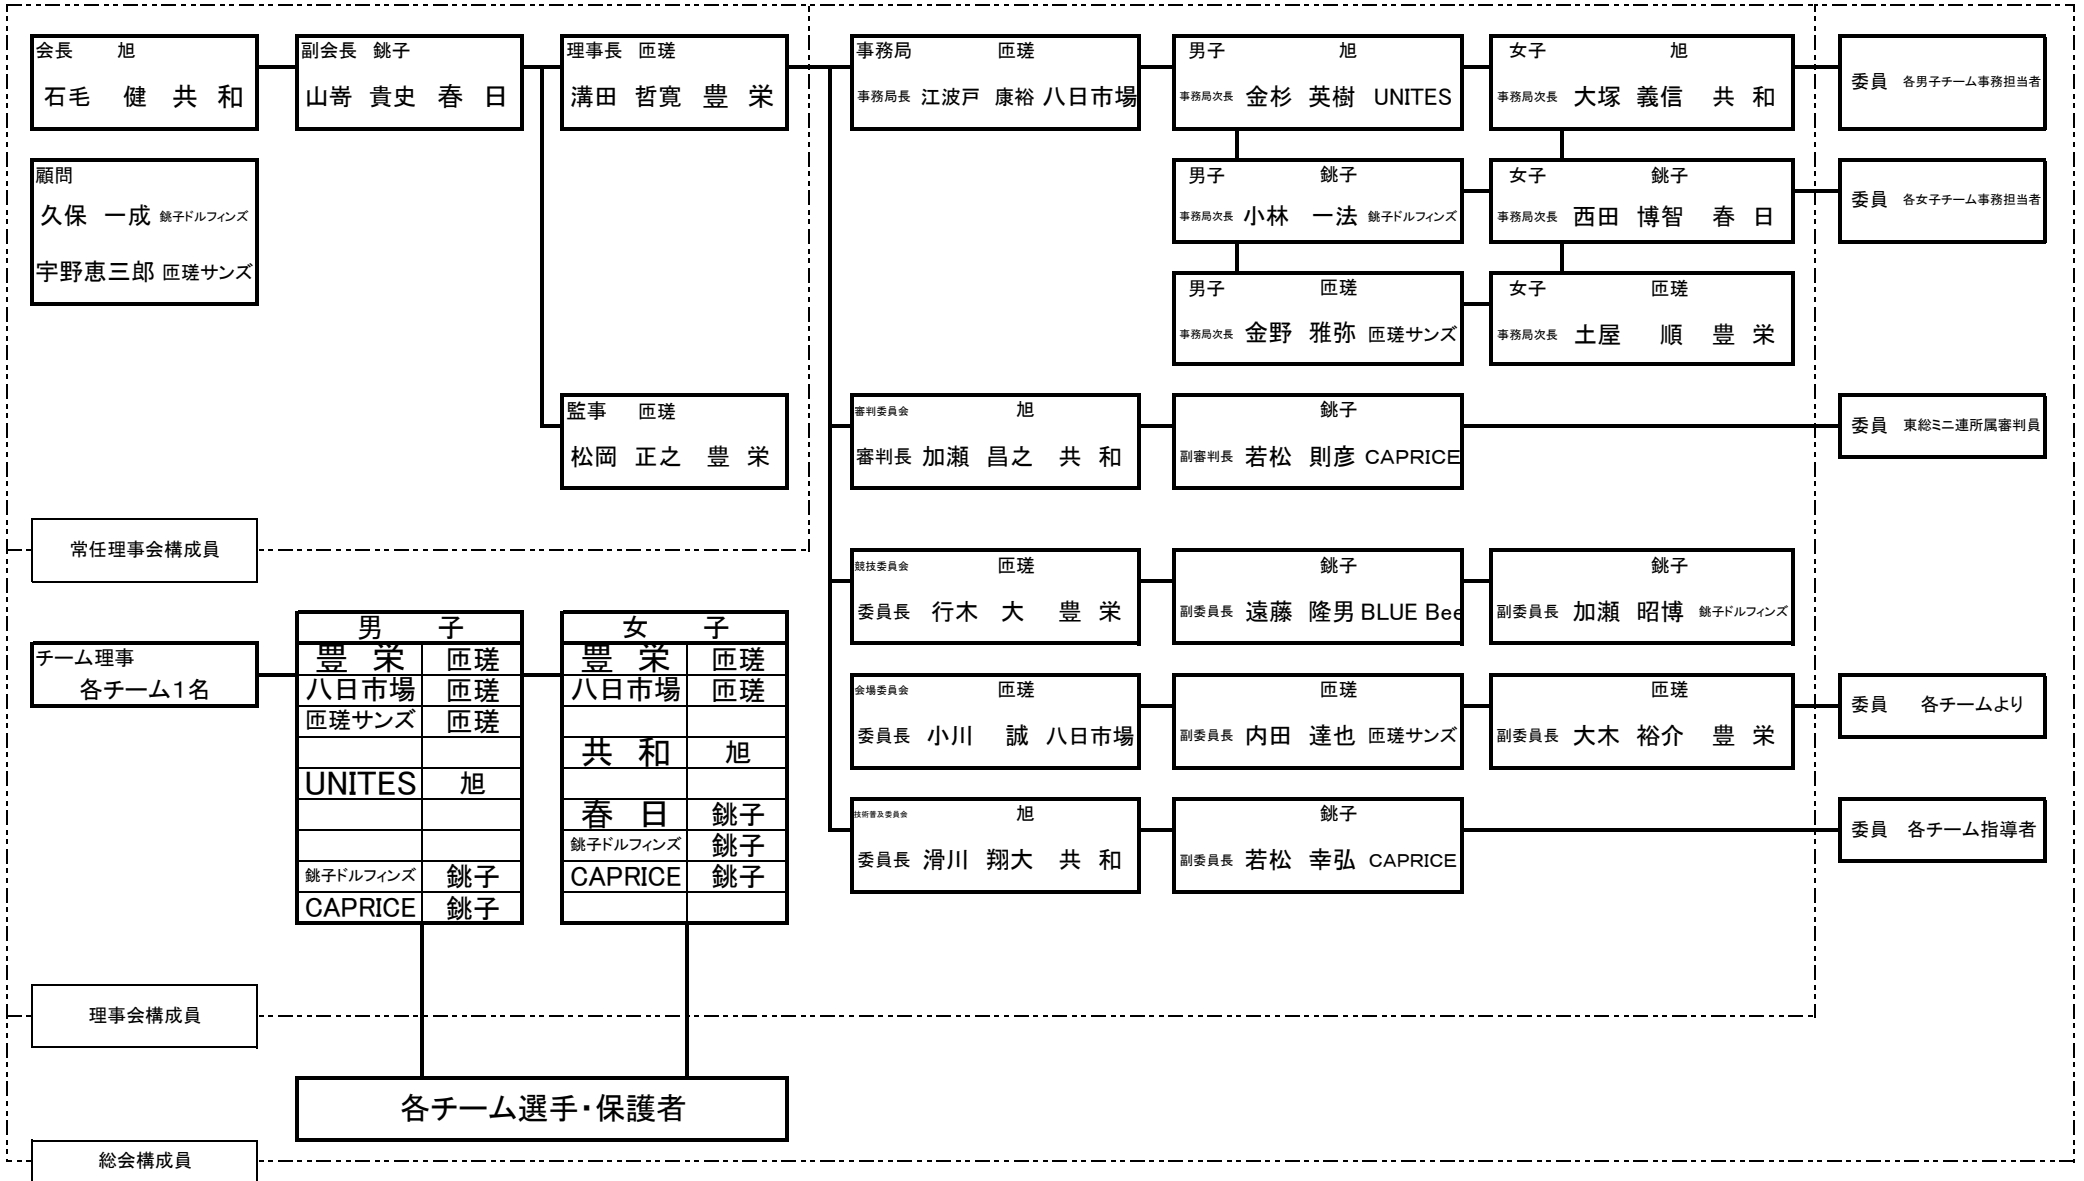 会長 旭
石毛 健 共 和
副会長 銚子
山嵜 貴史 春 日
理事長 匝瑳
溝田 哲寛 豊 栄
事務局 匝瑳
事務局長 江波戸 康裕 八日市場
男子 旭
事務局次長 金杉 英樹 UNITES
女子 旭
事務局次長 大塚 義信 共 和
委員 各男子チーム事務担当者
顧問
久保 一成 銚子ドルフィンズ
宇野恵三郎 匝瑳サンズ
男子 銚子
事務局次長 小林 一法 銚子ドルフィンズ
女子 銚子
事務局次長 西田 博智 春 日
委員 各女子チーム事務担当者
男子 匝瑳
事務局次長 金野 雅弥 匝瑳サンズ
女子 匝瑳
事務局次長 土屋 順 豊 栄
監事 匝瑳
松岡 正之 豊 栄
審判委員会 旭
審判長 加瀬 昌之 共 和
銚子
副審判長 若松 則彦 CAPRICE
委員 東総ミニ連所属審判員
常任理事会構成員
競技委員会 匝瑳
委員長 行木 大 豊 栄
銚子
副委員長 遠藤 隆男 BLUE Bee
銚子
副委員長 加瀬 昭博 銚子ドルフィンズ
チーム理事
各チーム1名
男 子
豊 栄 匝瑳
八日市場 匝瑳
匝瑳サンズ 匝瑳
UNITES 旭
銚子ドルフィンズ 銚子
CAPRICE 銚子
女 子
豊 栄 匝瑳
八日市場 匝瑳
共 和 旭
春 日 銚子
銚子ドルフィンズ 銚子
CAPRICE 銚子
会場委員会 匝瑳
委員長 小川 誠 八日市場
匝瑳
副委員長 内田 達也 匝瑳サンズ
匝瑳
副委員長 大木 裕介 豊 栄
委員 各チームより
技術普及委員会 旭
委員長 滑川 翔大 共 和
銚子
副委員長 若松 幸弘 CAPRICE
委員 各チーム指導者
理事会構成員
各チーム選手・保護者
総会構成員